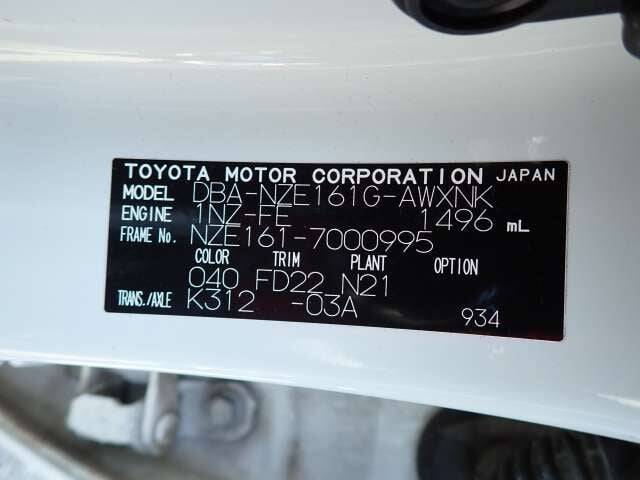 TOYOTA MOTOR CORPORATION JAPAN
MODEL DBA-NZE161G-AWXNK
ENGINE 1NZ-FE 1496 mL
FRAME No. NZE161-7000995
COLOR TRIM PLANT OPTION
040 FD22 N21
TRANS./AXLE K312 -03A 934